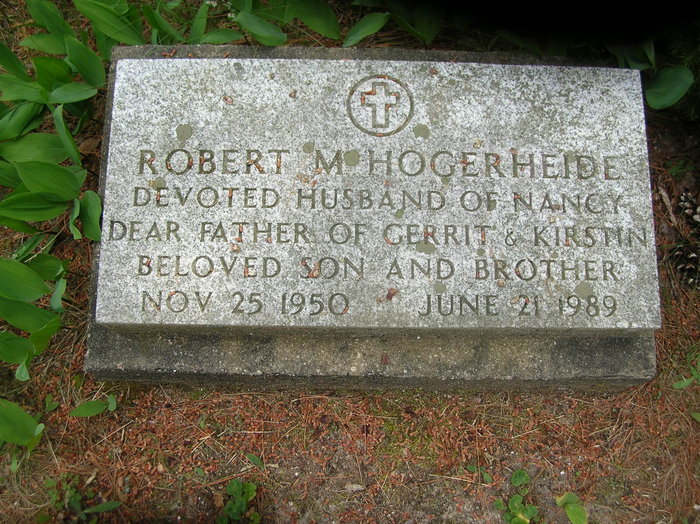 ROBERT M HOGERHEIDE
DEVOTED HUSBAND OF NANCY
DEAR FATHER OF GERRIT & KIRSTIN
BELOVED SON AND BROTHER
NOV 25 1950 JUNE 21 1989